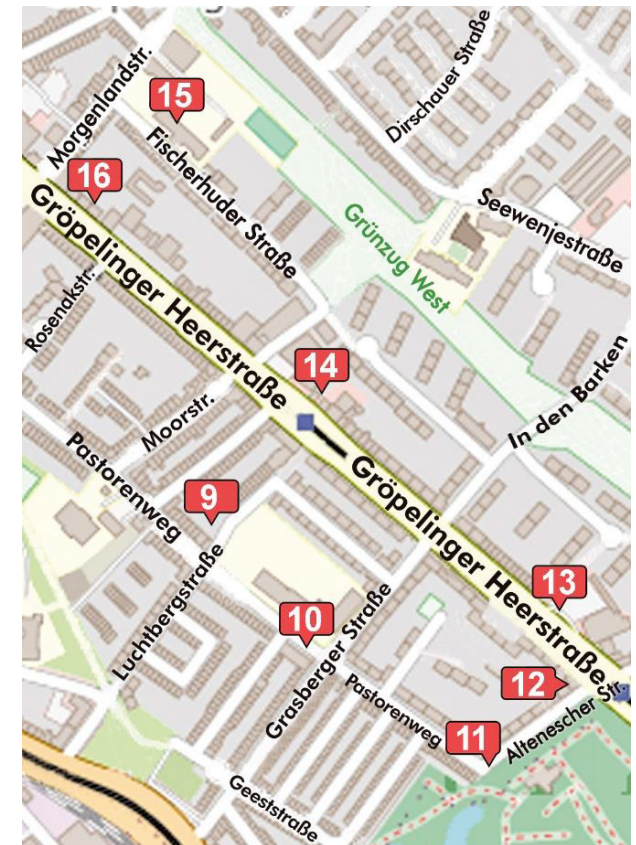 Morgenlandstr.
15
Dirschauer Straße
Fischerhuder Straße
16
Seewenjestraße
Grünzug West
Gröpelinger Heerstraße
Rosenakstr.
14
In den Barken
Moorstr.
Pastorenweg
9
Gröpelinger Heerstraße
Luchtbergstraße
13
10
Grasberger Straße
12
Pastorenweg
11
Altenescher Str.
Geeststraße